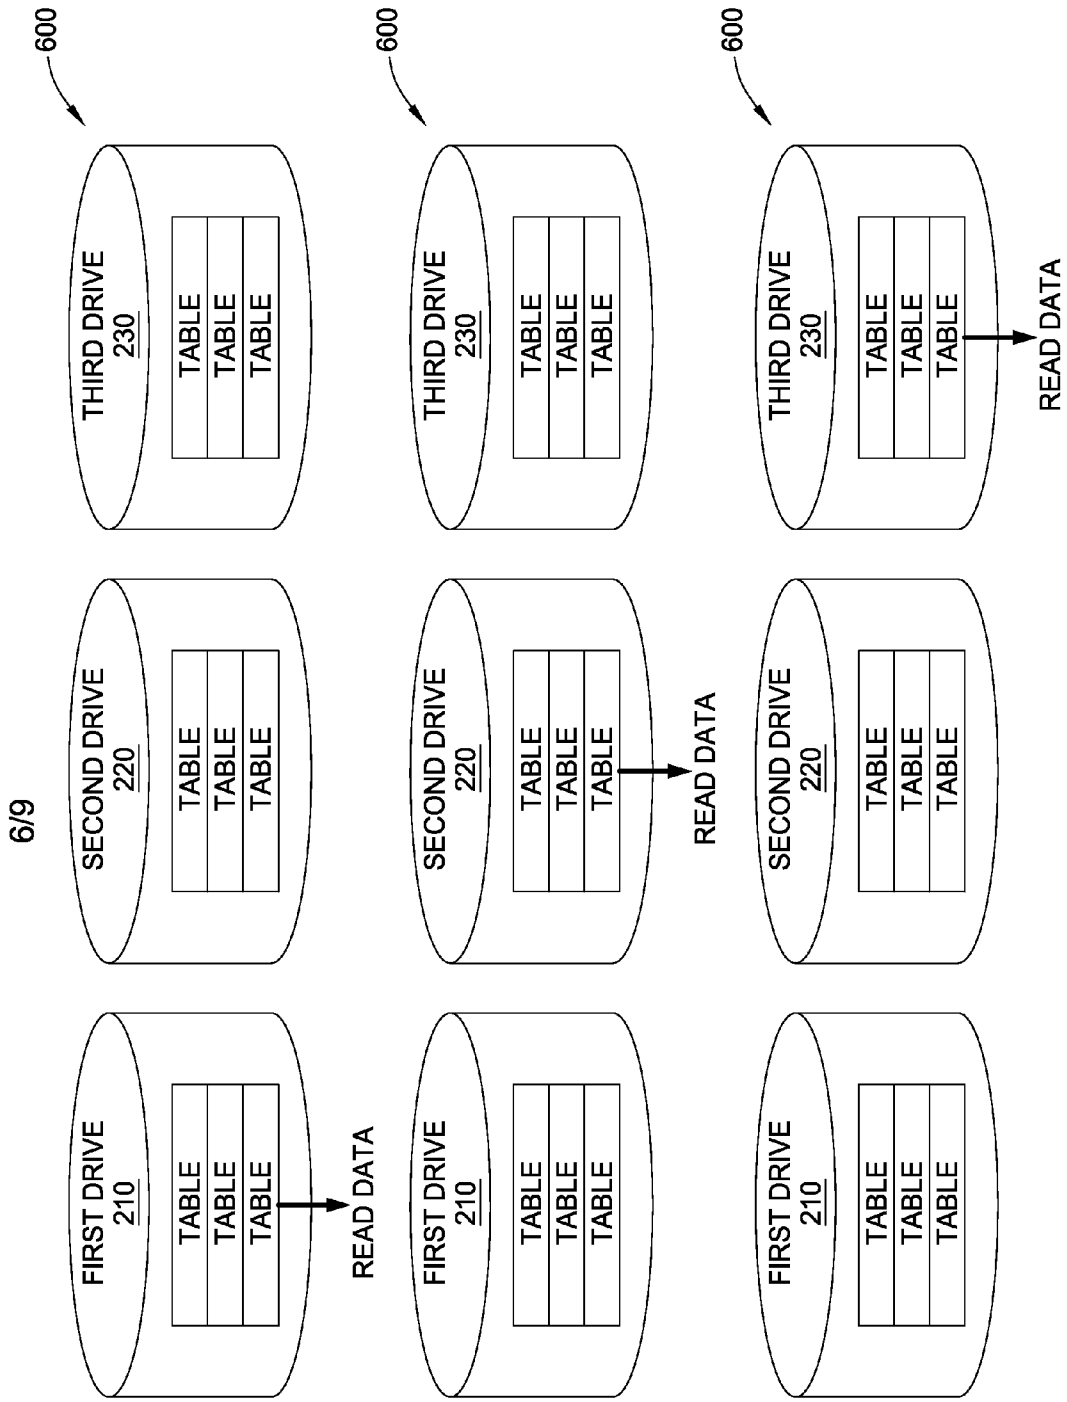 6/9
600
FIRST DRIVE
210
TABLE
TABLE
TABLE
READ DATA
SECOND DRIVE
220
TABLE
TABLE
TABLE
THIRD DRIVE
230
TABLE
TABLE
TABLE
600
FIRST DRIVE
210
TABLE
TABLE
TABLE
SECOND DRIVE
220
TABLE
TABLE
TABLE
READ DATA
THIRD DRIVE
230
TABLE
TABLE
TABLE
600
FIRST DRIVE
210
TABLE
TABLE
TABLE
SECOND DRIVE
220
TABLE
TABLE
TABLE
THIRD DRIVE
230
TABLE
TABLE
TABLE
READ DATA